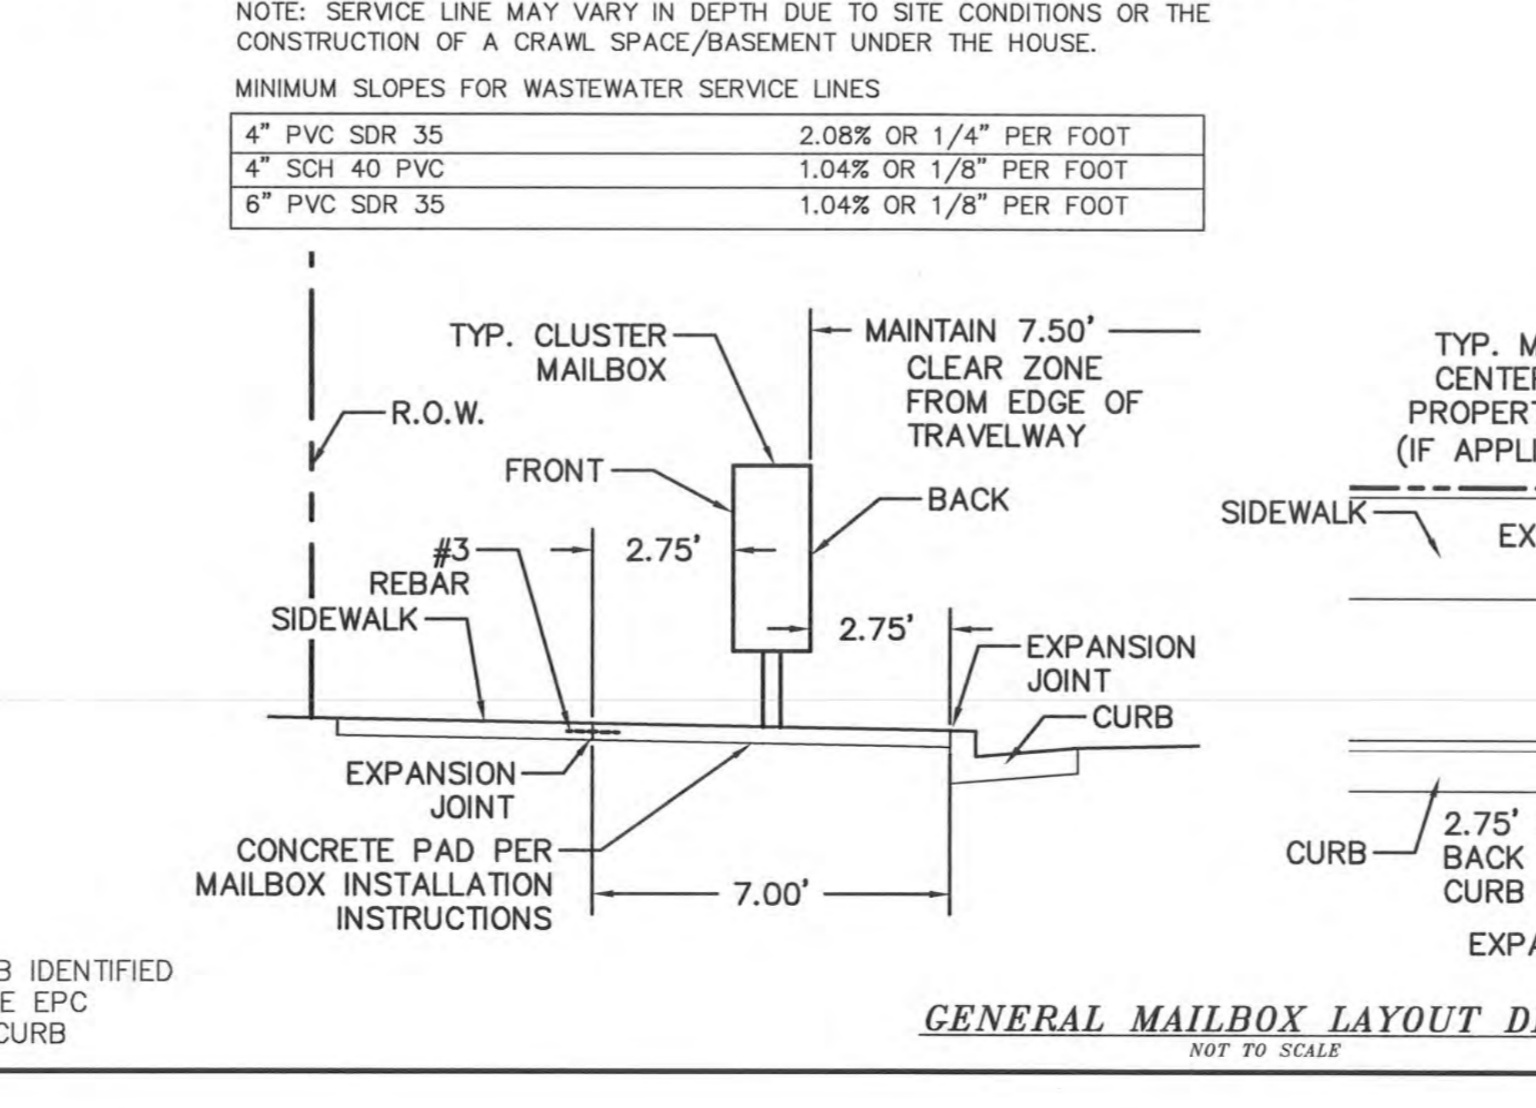 NOTE: SERVICE LINE MAY VARY IN DEPTH DUE TO SITE CONDITIONS OR THE
CONSTRUCTION OF A CRAWL SPACE/BASEMENT UNDER THE HOUSE.
MINIMUM SLOPES FOR WASTEWATER SERVICE LINES
4" PVC SDR 35 2.08% OR 1/4" PER FOOT
4" SCH 40 PVC 1.04% OR 1/8" PER FOOT
6" PVC SDR 35 1.04% OR 1/8" PER FOOT
TYP. CLUSTER
MAILBOX
MAINTAIN 7.50'
CLEAR ZONE
FROM EDGE OF
TRAVELWAY
R.O.W.
FRONT
BACK
#3
REBAR
2.75'
SIDEWALK
2.75'
EXPANSION
JOINT
CURB
EXPANSION
JOINT
CONCRETE PAD PER
MAILBOX INSTALLATION
INSTRUCTIONS
7.00'
TYP.
(IF
SIDEWALK
CURB
2.75'
BACK
CURB
IDENTIFIED
EPC
CURB
GENERAL MAILBOX LAYOUT
NOT TO SCALE